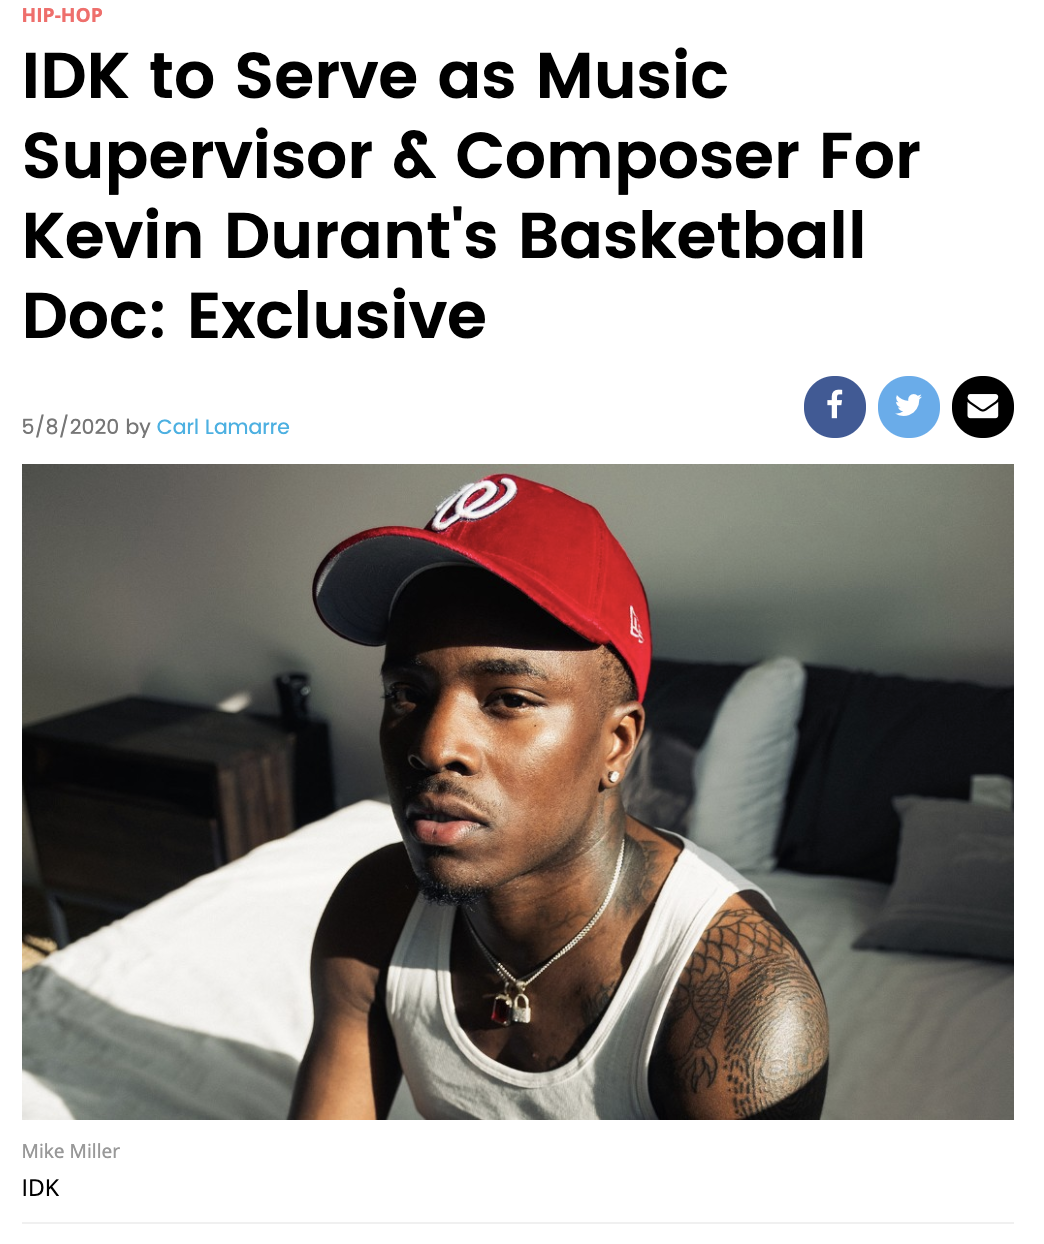 HIP-HOP
IDK to Serve as Music
Supervisor & Composer For
Kevin Durant's Basketball
Doc: Exclusive
5/8/2020 by Carl Lamarre
W
Mike Miller
IDK